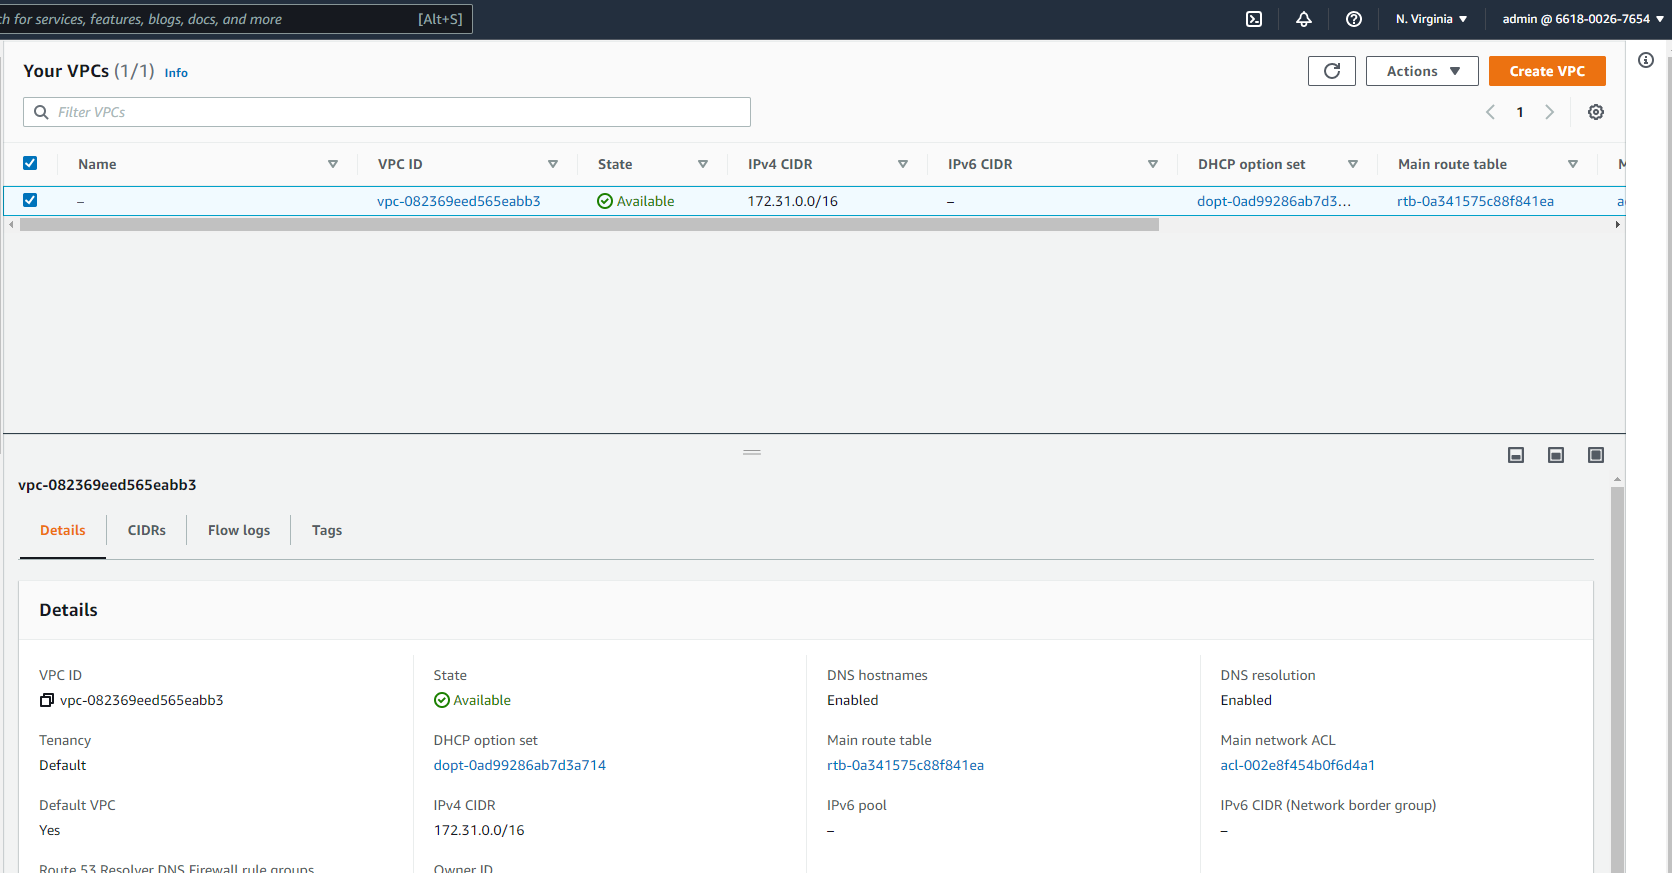 ch for services, features, blogs, docs, and more [Alt+S] N. Virginia admin @ 6618-0026-7654
Your VPCs (1/1) Info Actions Create VPC
Filter VPCs 1
Name VPC ID State IPv4 CIDR IPv6 CIDR DHCP option set Main route table M
– vpc-082369eed565eabb3 Available 172.31.0.0/16 – dopt-0ad99286ab7d3... rtb-0a341575c88f841ea a
vpc-082369eed565eabb3
Details CIDRs Flow logs Tags
Details
VPC ID State DNS hostnames DNS resolution
vpc-082369eed565eabb3 Available Enabled Enabled
Tenancy DHCP option set Main route table Main network ACL
Default dopt-0ad99286ab7d3a714 rtb-0a341575c88f841ea acl-002e8f454b0f6d4a1
Default VPC IPv4 CIDR IPv6 pool IPv6 CIDR (Network border group)
Yes 172.31.0.0/16 – –
Route 53 Resolver DNS Firewall rule groups Owner ID